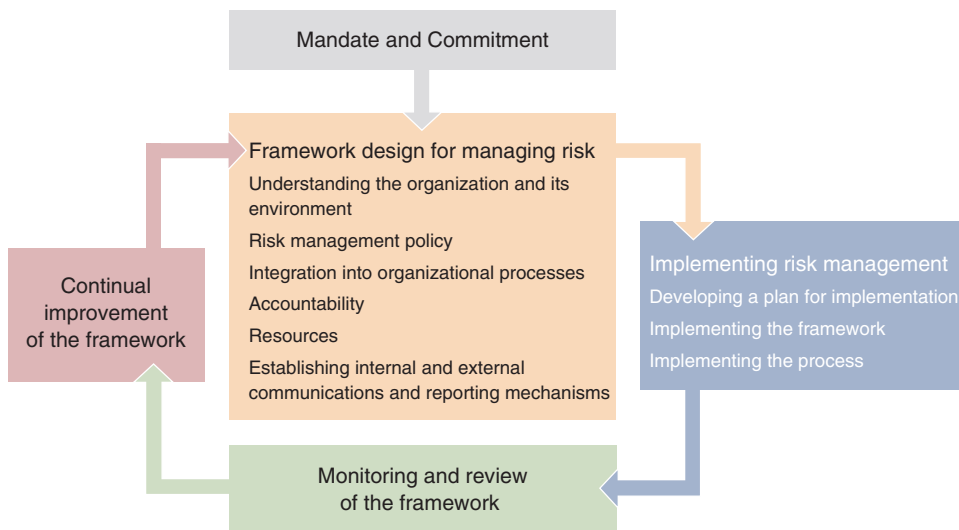 Mandate and Commitment
Framework design for managing risk
Understanding the organization and its
environment
Risk management policy
Integration into organizational processes
Accountability
Resources
Establishing internal and external
communications and reporting mechanisms
Implementing risk management
Developing a plan for implementation
Implementing the framework
Implementing the process
Monitoring and review
of the framework
Continual
improvement
of the framework